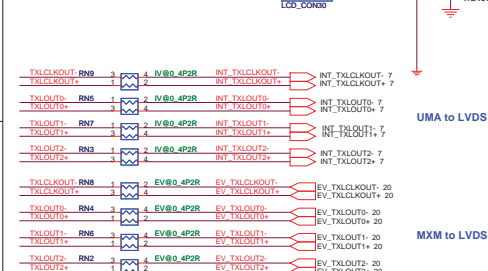 LCD_CON30
TXLCLKOUT- RN9 3 4 IV@0_4P2R INT_TXLCLKOUT- INT_TXLCLKOUT- 7
TXLCLKOUT+ 1 2 INT_TXLCLKOUT+ INT_TXLCLKOUT+ 7
TXLOUT0- RN5 1 2 IV@0_4P2R INT_TXLOUT0- INT_TXLOUT0- 7
TXLOUT0+ 3 4 INT_TXLOUT0+ INT_TXLOUT0+ 7
TXLOUT1- RN7 1 2 IV@0_4P2R INT_TXLOUT1- INT_TXLOUT1- 7
TXLOUT1+ 3 4 INT_TXLOUT1+ INT_TXLOUT1+ 7
UMA to LVDS
TXLOUT2- RN3 1 2 IV@0_4P2R INT_TXLOUT2- INT_TXLOUT2- 7
TXLOUT2+ 3 4 INT_TXLOUT2+ INT_TXLOUT2+ 7
TXLCLKOUT- RN8 1 2 EV@0_4P2R EV_TXLCLKOUT- EV_TXLCLKOUT- 20
TXLCLKOUT+ 3 4 EV_TXLCLKOUT+ EV_TXLCLKOUT+ 20
TXLOUT0- RN4 3 4 EV@0_4P2R EV_TXLOUT0- EV_TXLOUT0- 20
TXLOUT0+ 1 2 EV_TXLOUT0+ EV_TXLOUT0+ 20
TXLOUT1- RN6 3 4 EV@0_4P2R EV_TXLOUT1- EV_TXLOUT1- 20
TXLOUT1+ 1 2 EV_TXLOUT1+ EV_TXLOUT1+ 20
MXM to LVDS
TXLOUT2- RN2 3 4 EV@0_4P2R EV_TXLOUT2- EV_TXLOUT2- 20
TXLOUT2+ 1 2 EV_TXLOUT2+ EV_TXLOUT2+ 20